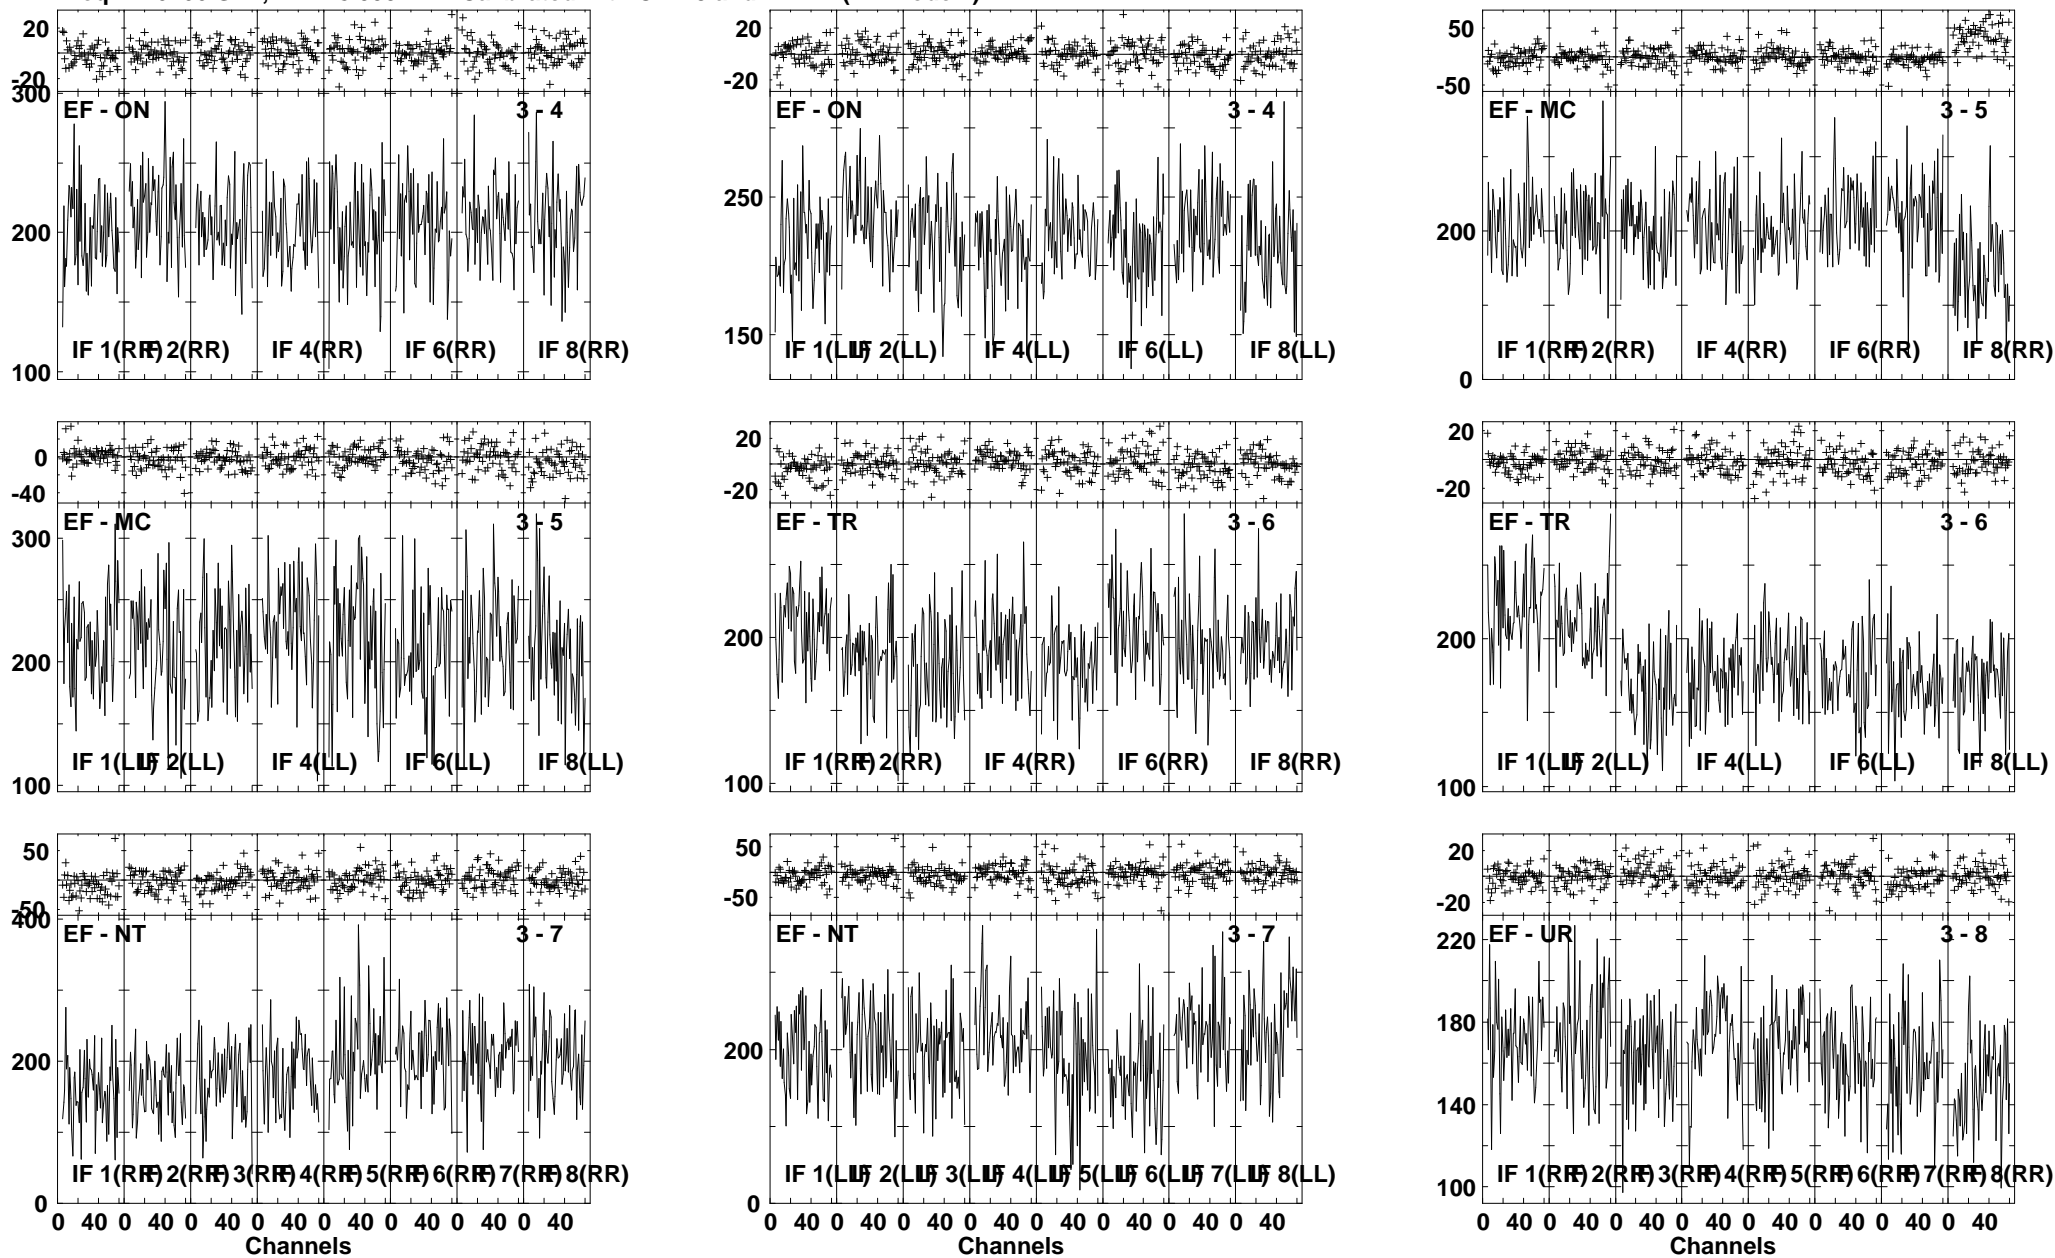 20
-20
300
EF - ON 3 - 4
200
IF 1(RR) IF 2(RR) IF 4(RR) IF 6(RR) IF 8(RR)
100
20
-20
EF - ON 3 - 4
250
150
IF 1(LL) IF 2(LL) IF 4(LL) IF 6(LL) IF 8(LL)
50
-50
EF - MC 3 - 5
200
IF 1(RR) IF 2(RR) IF 4(RR) IF 6(RR) IF 8(RR)
0
0
-40
EF - MC 3 - 5
300
200
IF 1(LL) IF 2(LL) IF 4(LL) IF 6(LL) IF 8(LL)
100
20
-20
EF - TR 3 - 6
200
IF 1(RR) IF 2(RR) IF 4(RR) IF 6(RR) IF 8(RR)
100
20
-20
EF - TR 3 - 6
200
IF 1(LL) IF 2(LL) IF 4(LL) IF 6(LL) IF 8(LL)
100
50
-50
400
EF - NT 3 - 7
200
IF 1(RR) IF 2(RR) IF 3(RR) IF 4(RR) IF 5(RR) IF 6(RR) IF 7(RR) IF 8(RR)
0
0 40 0 40 0 40 0 40 0 40 0 40 0 40 0 40
Channels
50
-50
EF - NT 3 - 7
200
IF 1(LL) IF 2(LL) IF 3(LL) IF 4(LL) IF 5(LL) IF 6(LL) IF 7(LL) IF 8(LL)
0
0 40 0 40 0 40 0 40 0 40 0 40 0 40 0 40
Channels
20
-20
EF - UR 3 - 8
220
180
140
IF 1(RR) IF 2(RR) IF 3(RR) IF 4(RR) IF 5(RR) IF 6(RR) IF 7(RR) IF 8(RR)
100
0 40 0 40 0 40 0 40 0 40 0 40 0 40 0 40
Channels